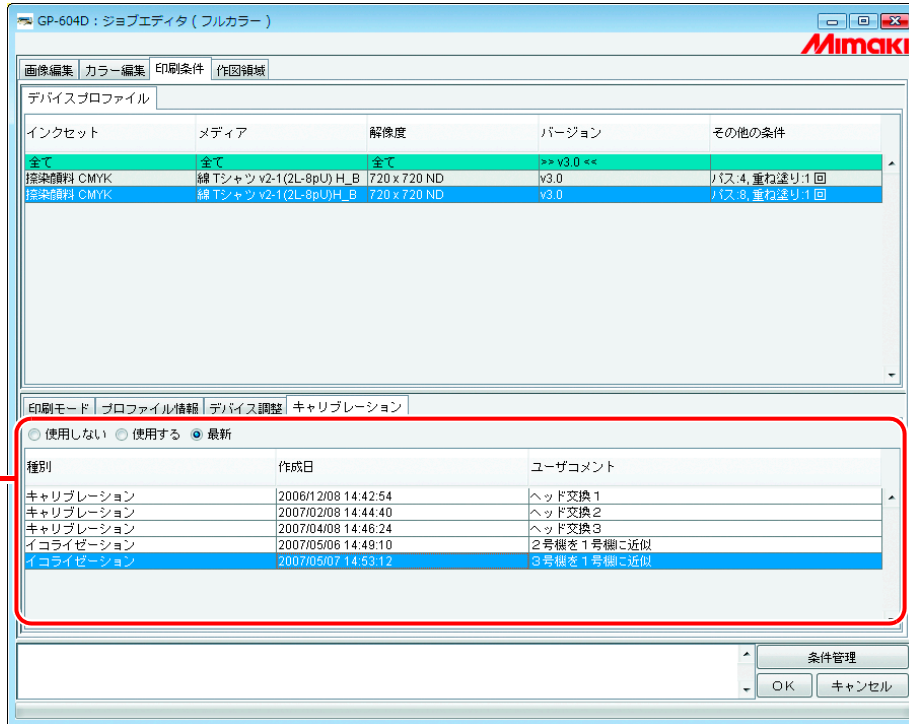 GP-604D：ジョブエディタ ( フルカラー )
Mimaki
画像編集 カラー編集 印刷条件 作図領域
デバイスプロファイル
インクセット メディア 解像度 バージョン その他の条件
全て 全て 全て >> v3.0 <<
捺染顔料 CMYK 綿 Tシャツ v2-1(2L-8pU) H_B 720 x 720 ND v3.0 パス:4, 重ね塗り:1 回
捺染顔料 CMYK 綿 Tシャツ v2-1(2L-8pU)H_B 720 x 720 ND v3.0 パス:8, 重ね塗り:1 回
印刷モード プロファイル情報 デバイス調整 キャリブレーション
使用しない 使用する 最新
種別 作成日 ユーザコメント
キャリブレーション 2006/12/08 14:42:54 ヘッド交換１
キャリブレーション 2007/02/08 14:44:40 ヘッド交換２
キャリブレーション 2007/04/08 14:46:24 ヘッド交換３
イコライゼーション 2007/05/06 14:49:10 ２号機を１号機に近似
イコライゼーション 2007/05/07 14:53:12 ３号機を１号機に近似
条件管理
OK キャンセル